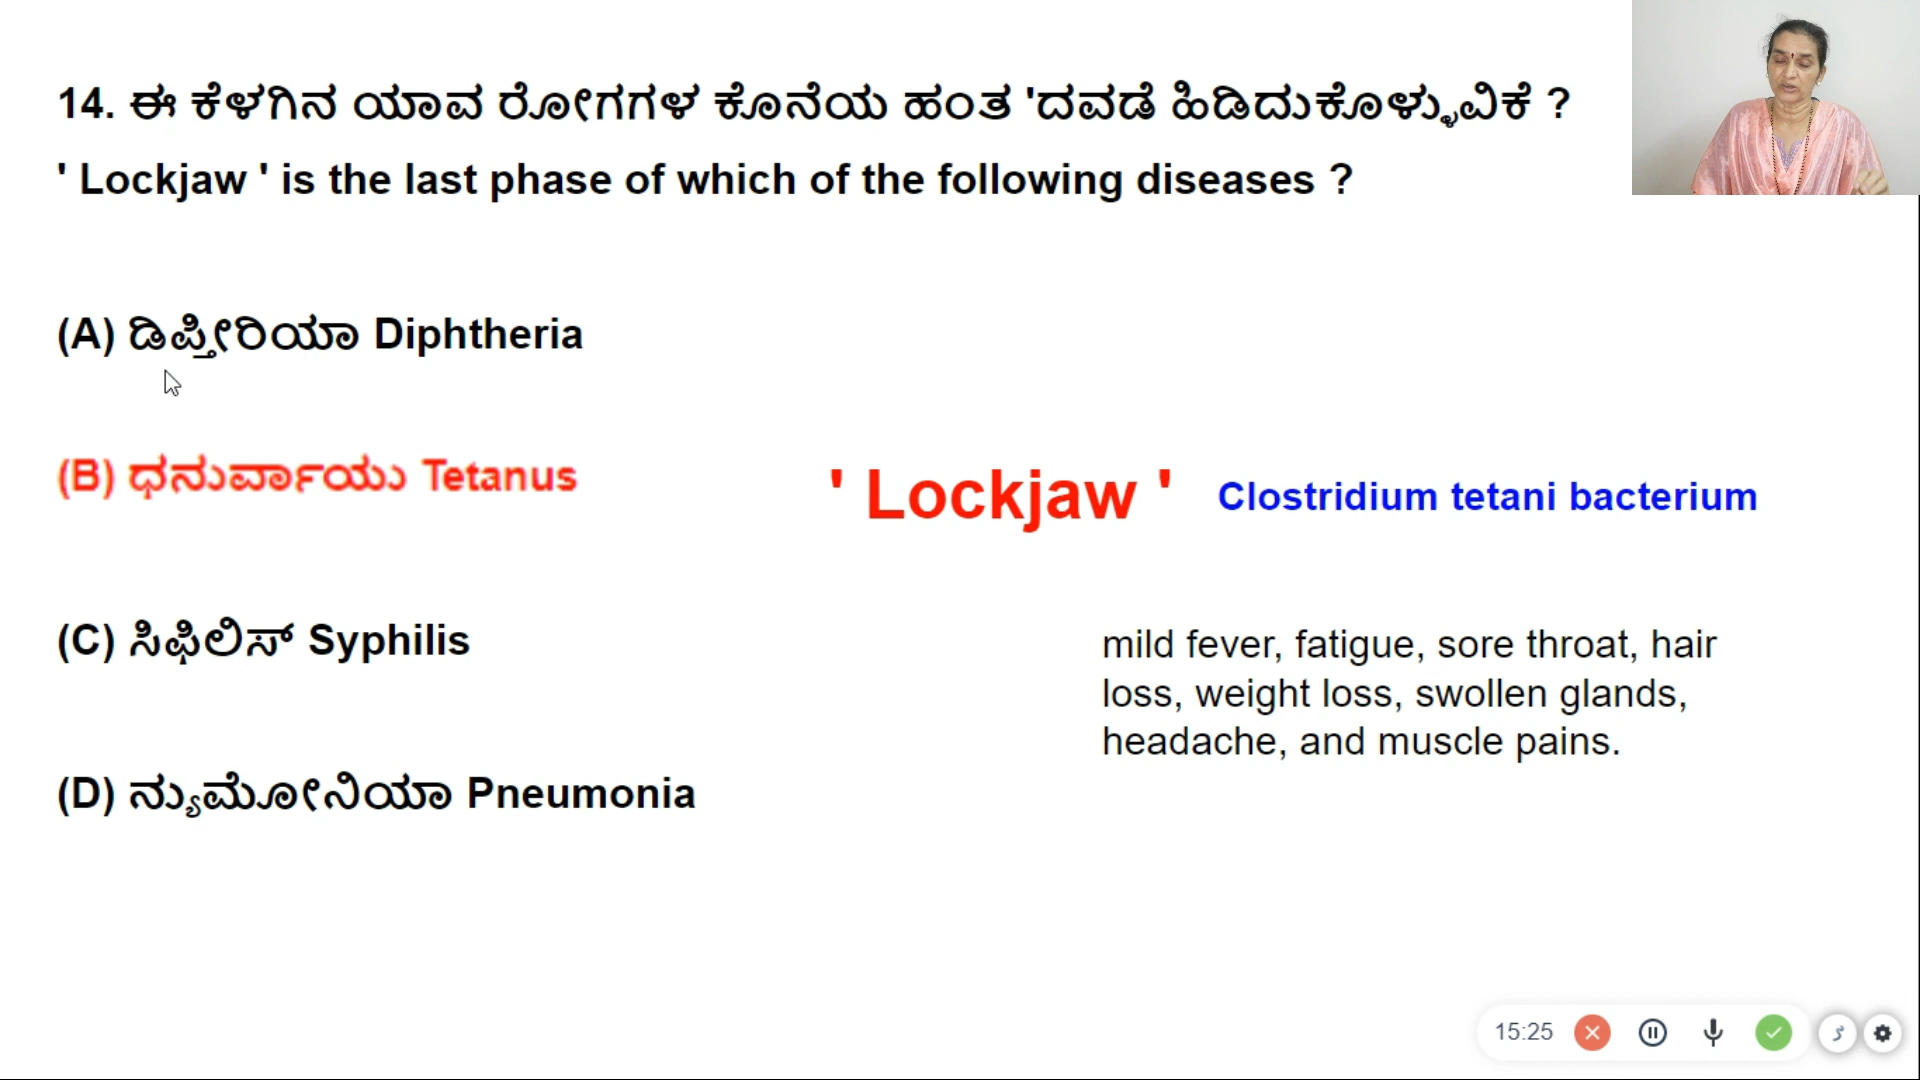 14. ಈ ಕೆಳಗಿನ ಯಾವ ರೋಗಗಳ ಕೊನೆಯ ಹಂತ 'ದವಡೆ ಹಿಡಿದುಕೊಳ್ಳುವಿಕೆ ?
' Lockjaw ' is the last phase of which of the following diseases ?
(A) ಡಿಪ್ತೀರಿಯಾ Diphtheria
(B) ಧನುರ್ವಾಯು Tetanus
' Lockjaw ' Clostridium tetani bacterium
(C) ಸಿಫಿಲಿಸ್ Syphilis
mild fever, fatigue, sore throat, hair
loss, weight loss, swollen glands,
headache, and muscle pains.
(D) ನ್ಯುಮೋನಿಯಾ Pneumonia
15:25